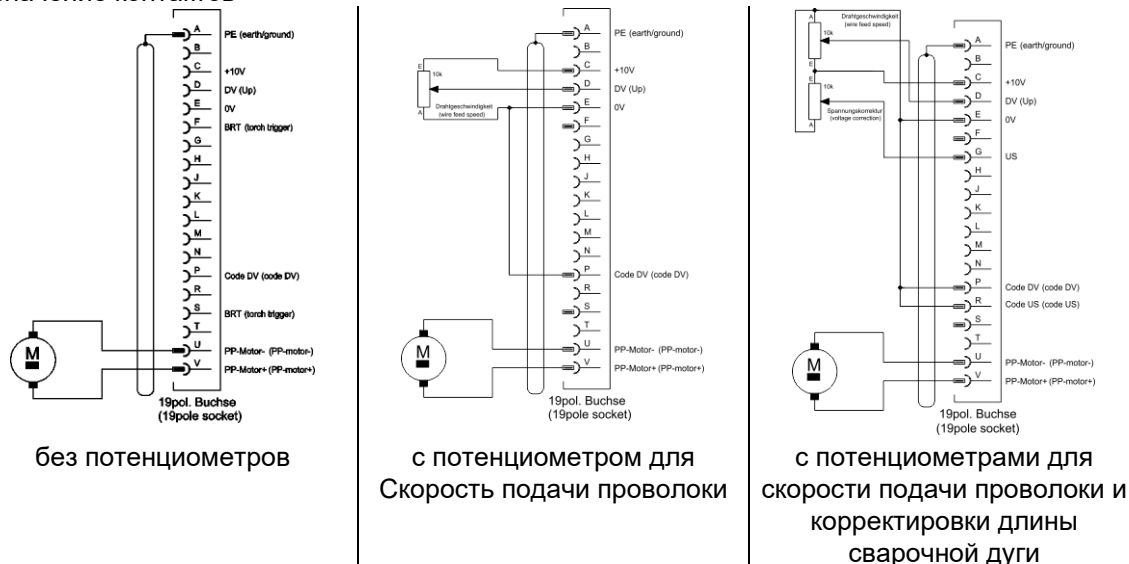 значение контактов
A PE (earth/ground)
B
C +10V
D DV (Up)
E 0V
F BRT (torch trigger)
G
H
J
K
L
M
N
P Code DV (code DV)
R
S BRT (torch trigger)
T
U PP-Motor- (PP-motor-)
V PP-Motor+ (PP-motor+)
M
19pol. Buchse
(19pole socket)
без потенциометров
A PE (earth/ground)
B
E C +10V
10k
D DV (Up)
Drahtgeschwindigkeit
(wire feed speed)
A E 0V
F
G
H
J
K
L
M
N
P Code DV (code DV)
R
S
T
M
U PP-Motor- (PP-motor-)
V PP-Motor+ (PP-motor+)
19pol. Buchse
(19pole socket)
с потенциометром для
Скорость подачи проволоки
A
Drahtgeschwindigkeit
(wire feed speed)
10k
E
E
10k
Spannungskorrektur
(voltage correction)
A
A PE (earth/ground)
B
C +10V
D DV (Up)
E 0V
F
G US
H
J
K
L
M
N
P Code DV (code DV)
R Code US (code US)
S
T
M
U PP-Motor- (PP-motor-)
V PP-Motor+ (PP-motor+)
19pol. Buchse
(19pole socket)
с потенциометрами для
скорости подачи проволоки и
корректировки длины
сварочной дуги